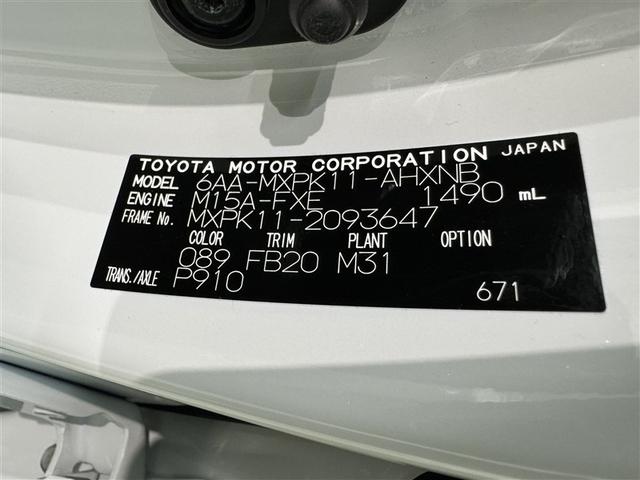 TOYOTA MOTOR CORPORATION JAPAN
MODEL 6AA-MXPK11-AHXNB
ENGINE M15A-FXE 1490 mL
FRAME No. MXPK11-2093647
COLOR TRIM PLANT OPTION
089 FB20 M31
TRANS./AXLE P910 671